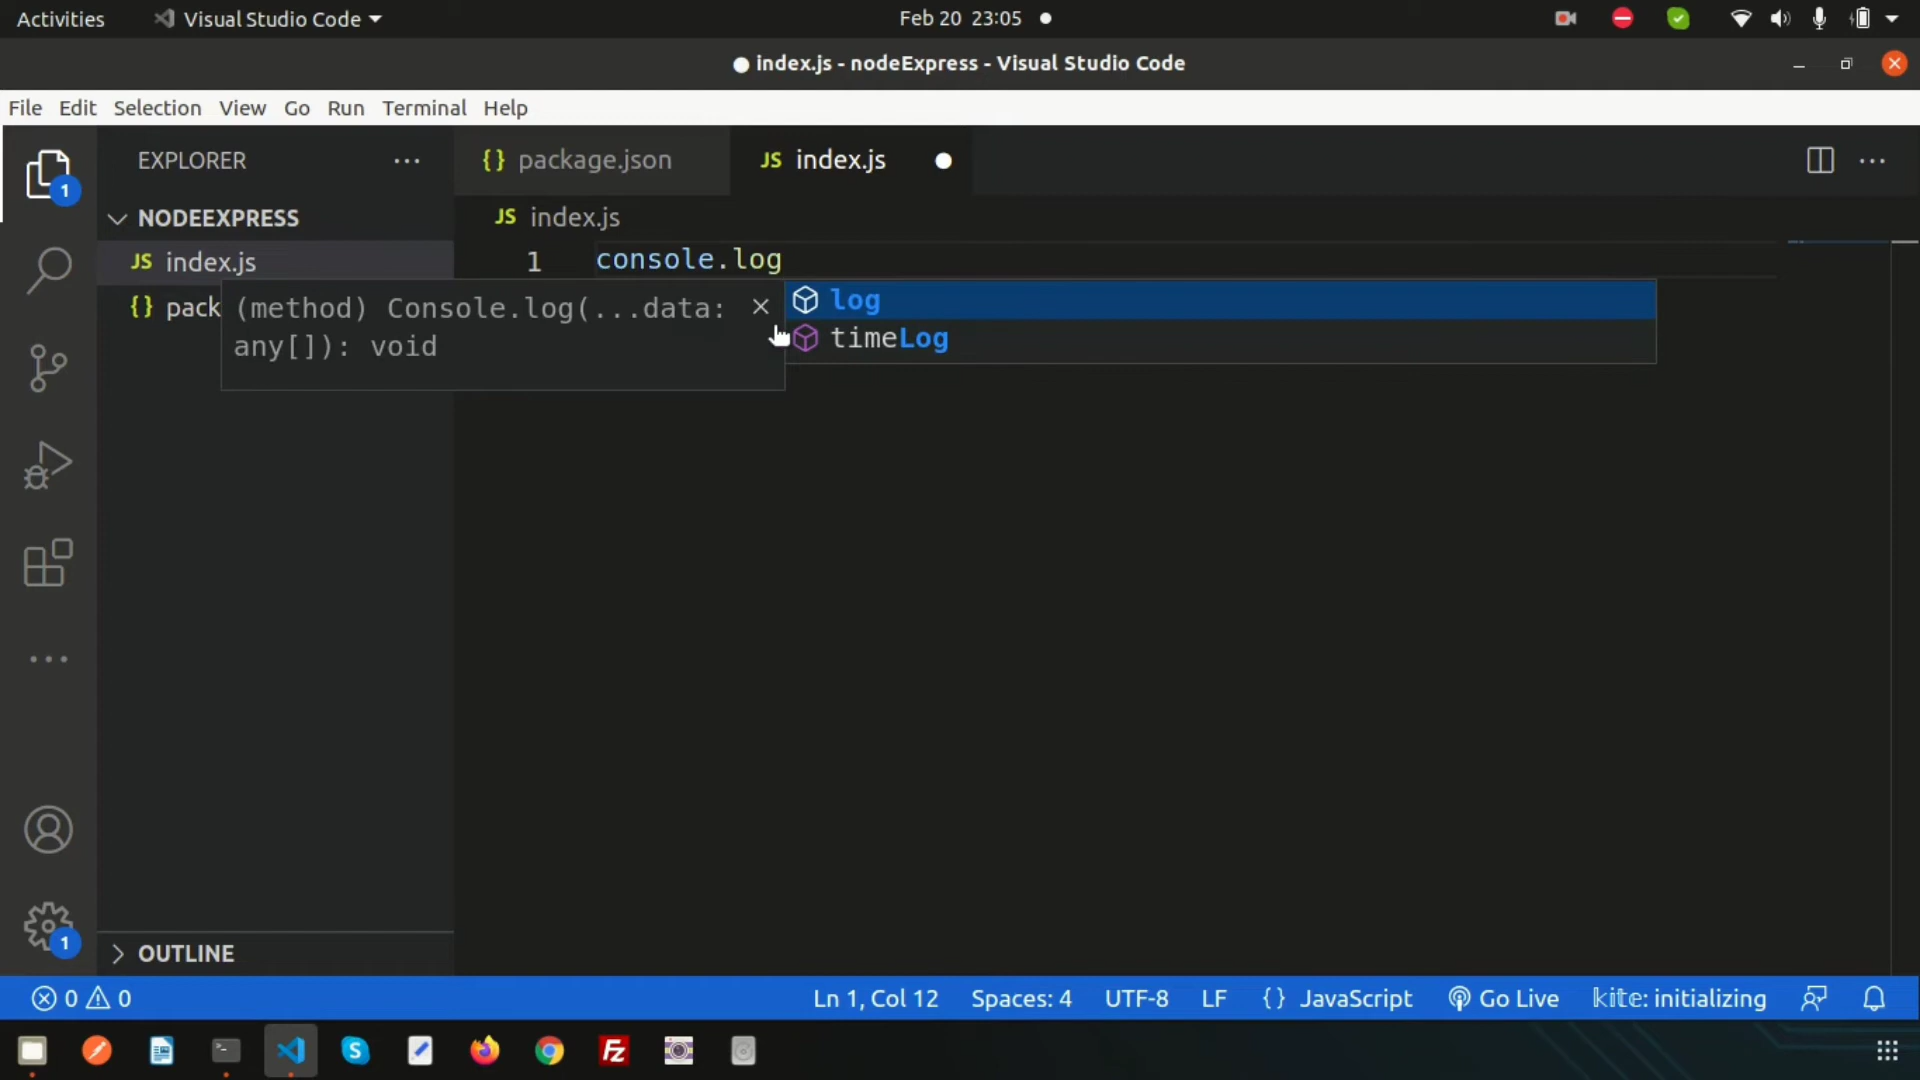 Activities
Visual Studio Code
Feb 20 23:05
index.js - nodeExpress - Visual Studio Code
File Edit Selection View Go Run Terminal Help
1
EXPLORER
{} package.json
JS index.js
NODEEXPRESS
JS index.js
JS index.js
1 console.log
{} pack
(method) Console.log(...data:
any[]): void
log
timeLog
1
OUTLINE
0 0
Ln 1, Col 12
Spaces: 4
UTF-8
LF
{} JavaScript
Go Live
kite: initializing
S
Fz